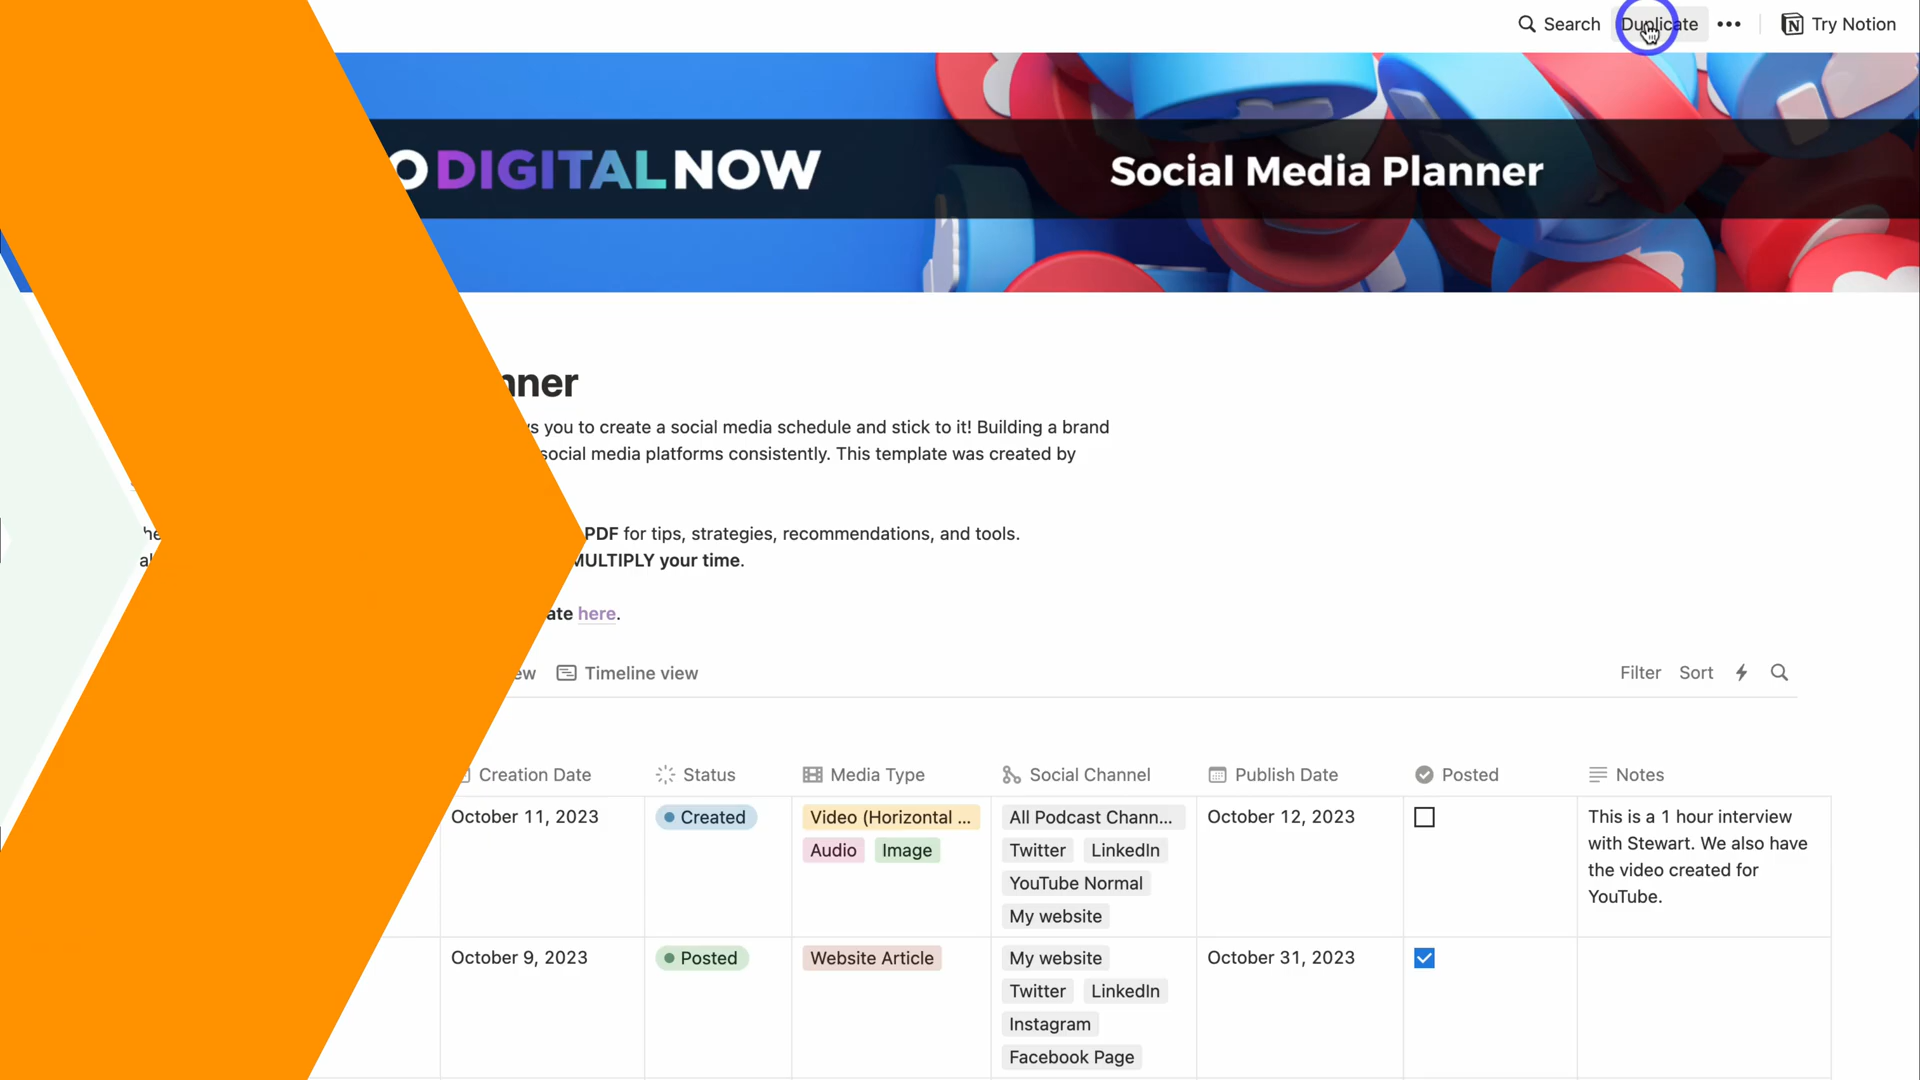 Search Duplicate ••• Try Notion
O DIGITALNOW
Social Media Planner
nner
s you to create a social media schedule and stick to it! Building a brand
social media platforms consistently. This template was created by
he PDF for tips, strategies, recommendations, and tools.
al MULTIPLY your time.
ate here.
ew Timeline view Filter Sort
Creation Date Status Media Type Social Channel Publish Date Posted Notes
October 11, 2023 Created Video (Horizontal ... All Podcast Chann... October 12, 2023 This is a 1 hour interview
with Stewart. We also have
Audio Image Twitter LinkedIn
the video created for
YouTube Normal
YouTube.
My website
October 9, 2023 Posted Website Article My website October 31, 2023
Twitter LinkedIn
Instagram
Facebook Page